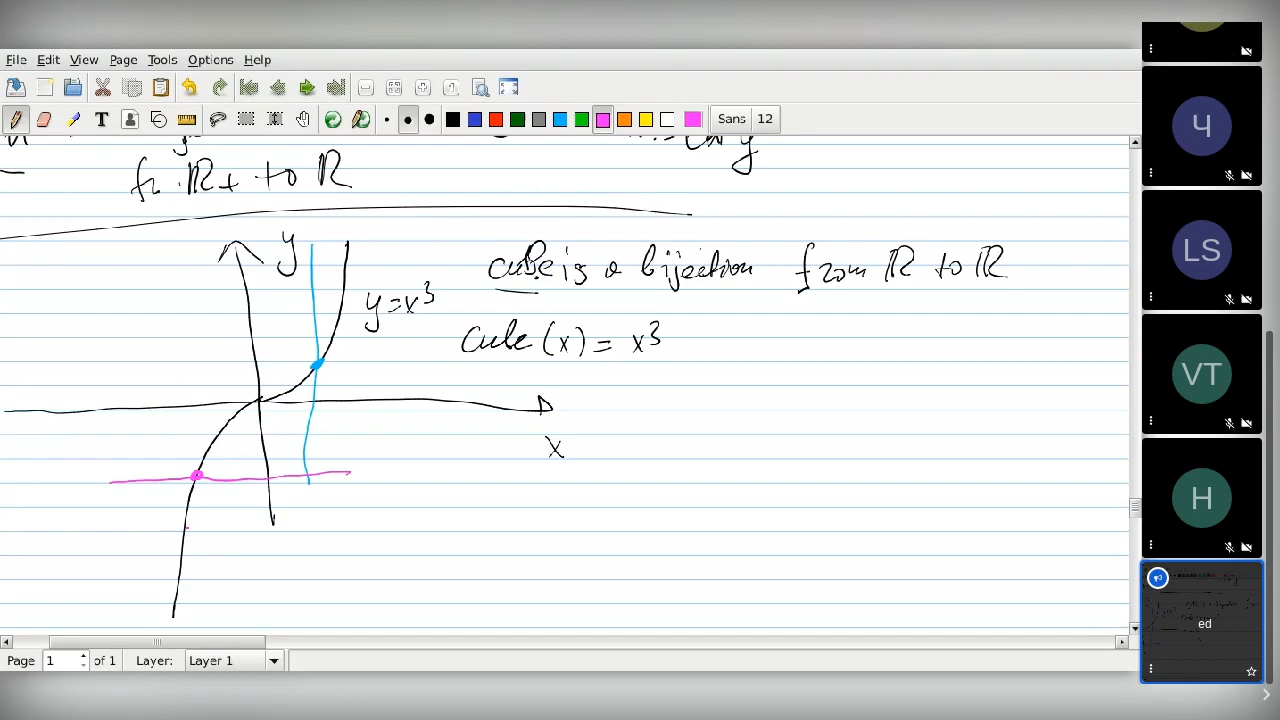 File Edit View Page Tools Options Help
Sans 12
to ℝ
y
cube is a bijection from ℝ to ℝ
y=x³
cube (x) = x³
x
Page 1 of 1 Layer: Layer 1
Ч
LS
VT
H
ed